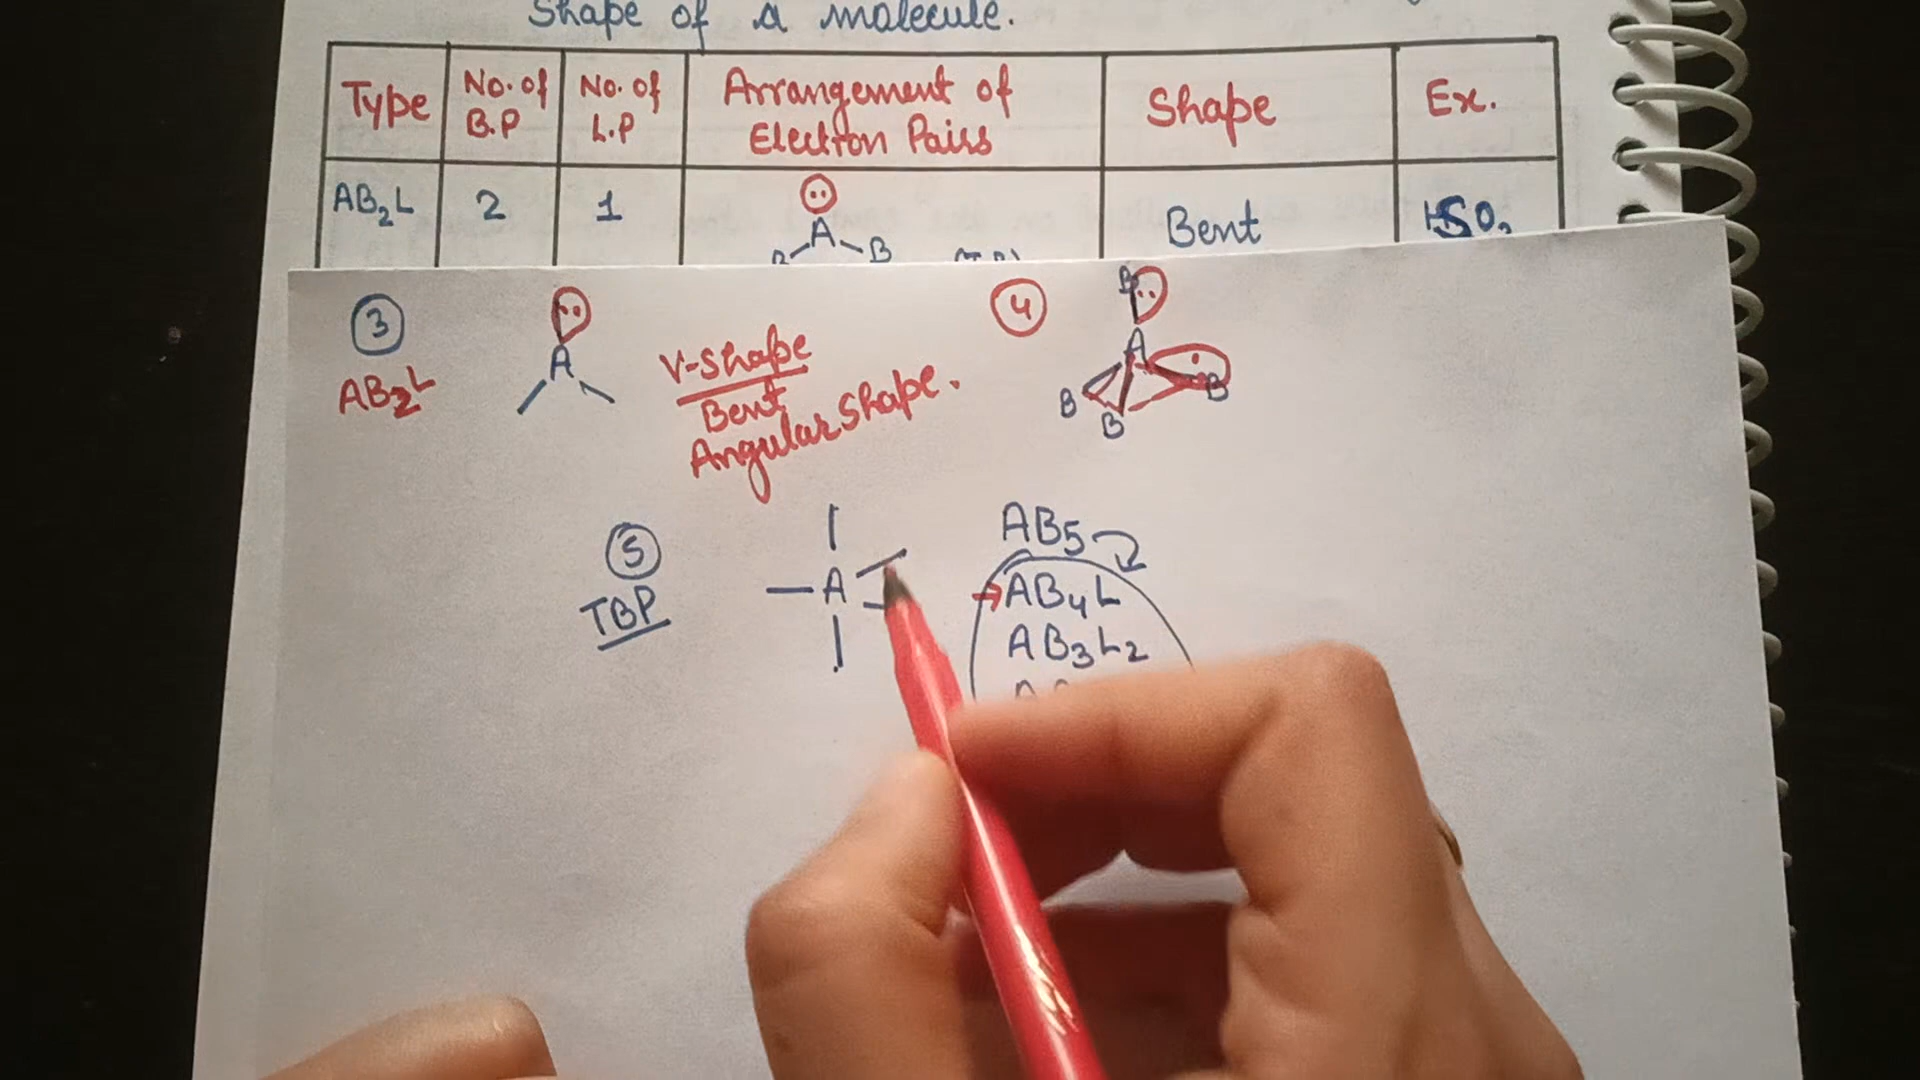 Shape of a molecule.
Type No. of B.P No. of L.P Arrangement of Electron Pairs Shape Ex.
AB2L 2 1 A B Bent SO2
3 A V-Shape 4 B A
AB2L Bent B B B
Angular Shape.
5 A AB5
TBP AB4L
AB3L2